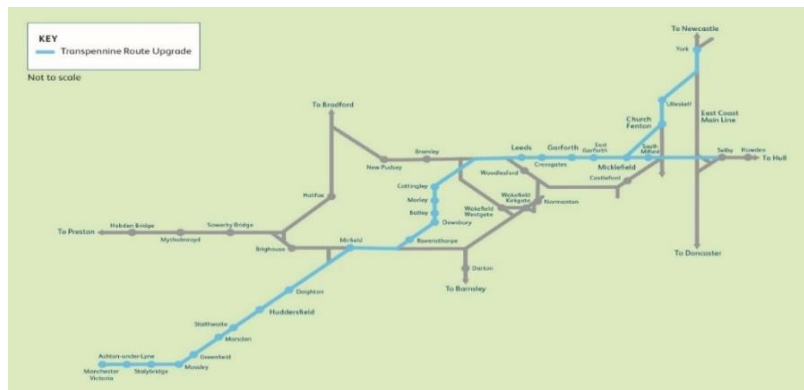 KEY
Transpennine Route Upgrade
Not to scale
To Newcastle
York
Ulleskelf
To Bradford
Church
Fenton
East Coast
Main Line
Bramley
New Pudsey
Leeds
Garforth
East
Garforth
Crossgates
Micklefield
South
Milford
Selby
Howden
To Hull
Woodlesford
Castleford
Cottingley
Morley
Batley
Dewsbury
Wakefield
Kirkgate
Wakefield
Westgate
Normanton
Halifax
To Preston
Hebden Bridge
Mytholmroyd
Sowerby Bridge
Brighouse
Mirfield
Ravensthorpe
Darton
To Barnsley
To Doncaster
Deighton
Huddersfield
Slaithwaite
Marsden
Greenfield
Mossley
Ashton-under-Lyne
Stalybridge
Manchester
Victoria